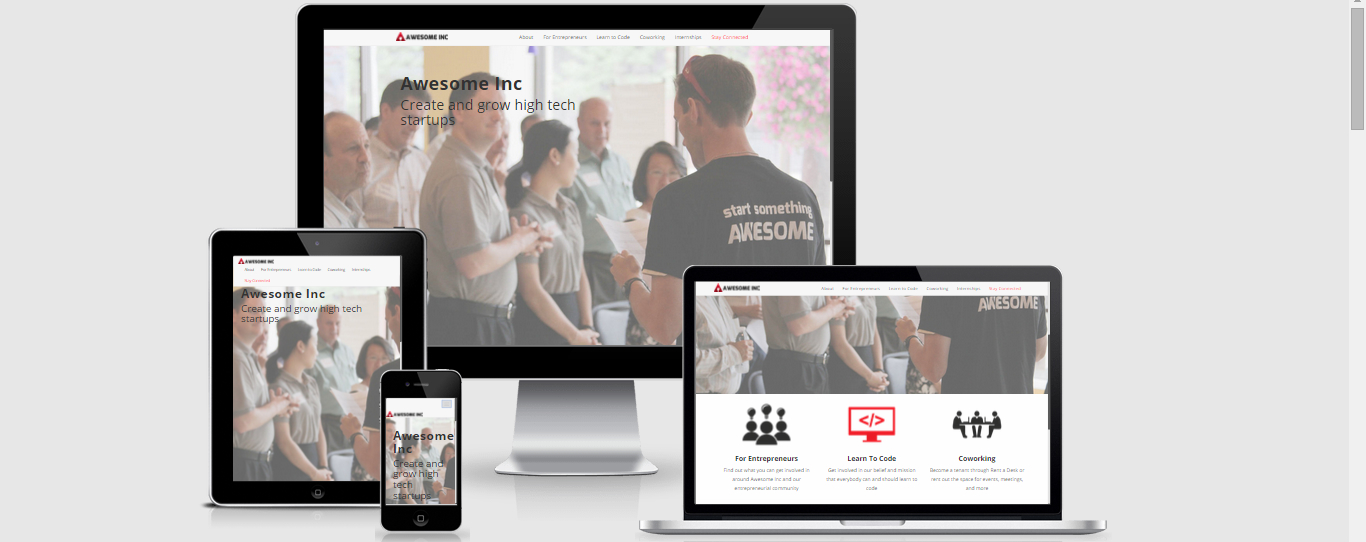 AWESOME INC
About For Entrepreneurs Learn to Code Coworking Internships Stay Connected
Awesome Inc
Create and grow high tech
startups
start something
AWESOME
AWESOME INC
About For Entrepreneurs Learn to Code Coworking Internships
Stay Connected
Awesome Inc
Create and grow high tech
startups
AWESOME INC
Awesome
Inc
Create and
grow high
tech
startups
AWESOME INC
About For Entrepreneurs Learn to Code Coworking Internships Stay Connected
AWESOME
</>
For Entrepreneurs
Find out what you can get involved in
around Awesome Inc and our
entrepreneurial community
Learn To Code
Get involved in our belief and mission
that everybody can and should learn to
code
Coworking
Become a tenant through Rent a Desk or
rent out the space for events, meetings,
and more